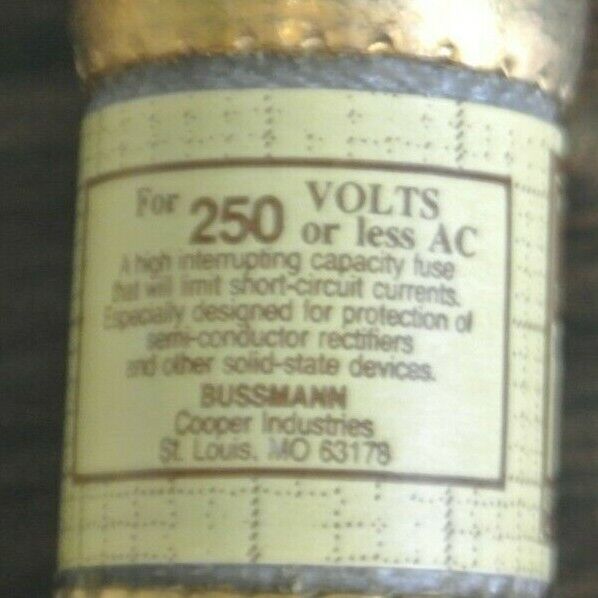 For 250 VOLTS
or less AC
A high interrupting capacity fuse
that will limit short-circuit currents.
Especially designed for protection of
semi-conductor rectifiers
and other solid-state devices.
BUSSMANN
Cooper Industries
St. Louis, MO 63178